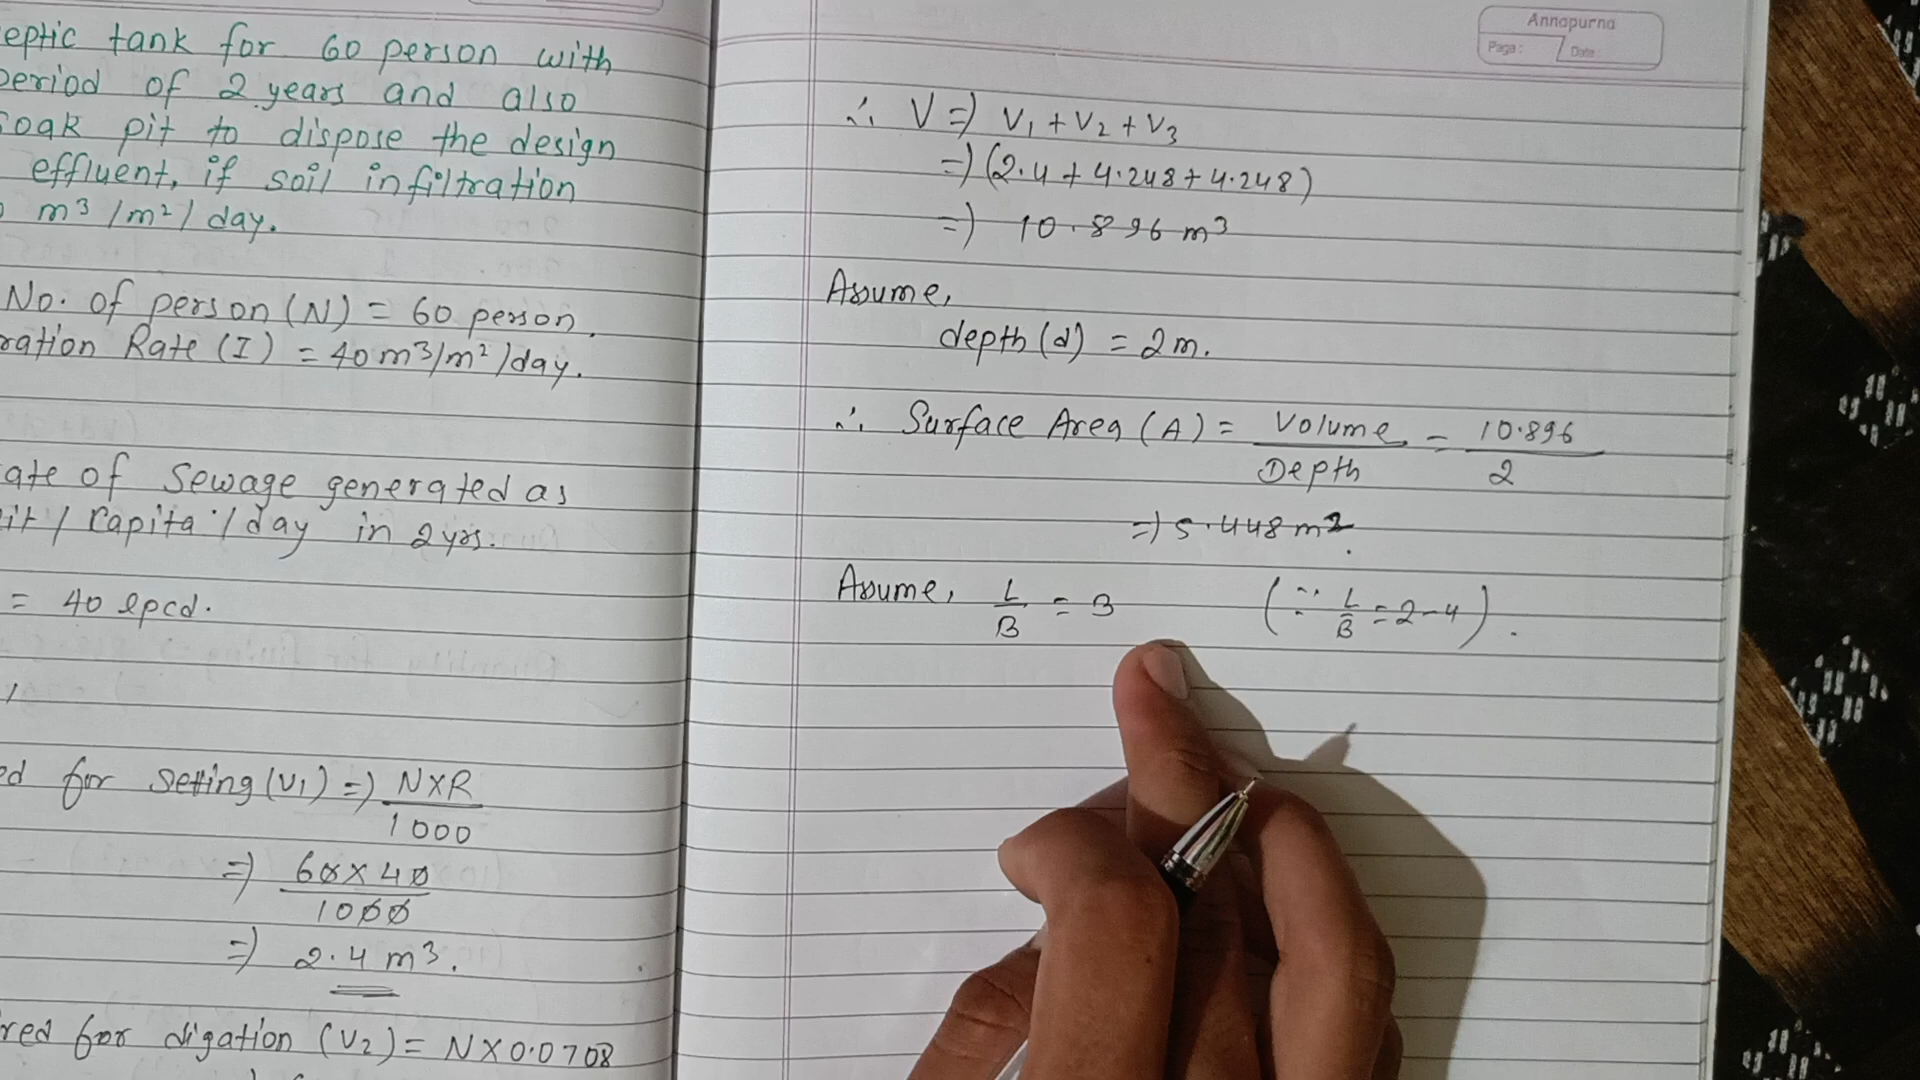 eptic tank for 60 person with
period of 2 years and also
soak pit to dispose the design
effluent, if soil infiltration
m³/m²/day.
No. of person (N) = 60 person.
ration Rate (I) = 40 m³/m²/day.
ate of sewage generated as
it / Capita / day in 2 yrs.
= 40 lpcd.
ed for setting (V₁) => N×R
1000
=> 60×40
1000
=> 2.4 m³.
red for digation (V₂) = N×0.0708
Annapurna
Page: Date
∴ V => V₁ + V₂ + V₃
=> (2.4 + 4.248 + 4.248)
=> 10.896 m³
Assume,
depth (d) = 2m.
∴ Surface Area (A) = Volume = 10.896
Depth 2
=> 5.448 m².
Assume, L/B = 3 (∵ L/B = 2-4).